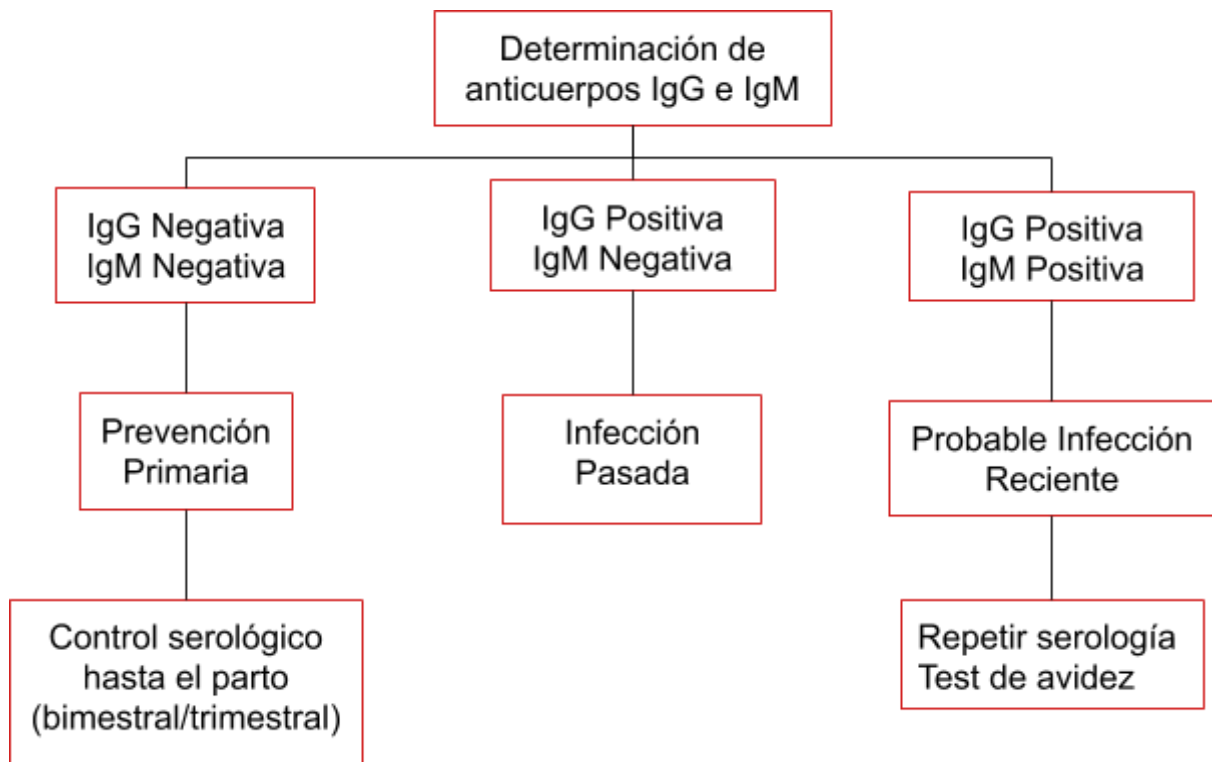 Determinación de
anticuerpos IgG e IgM
IgG Negativa
IgM Negativa
IgG Positiva
IgM Negativa
IgG Positiva
IgM Positiva
Prevención
Primaria
Infección
Pasada
Probable Infección
Reciente
Control serológico
hasta el parto
(bimestral/trimestral)
Repetir serología
Test de avidez